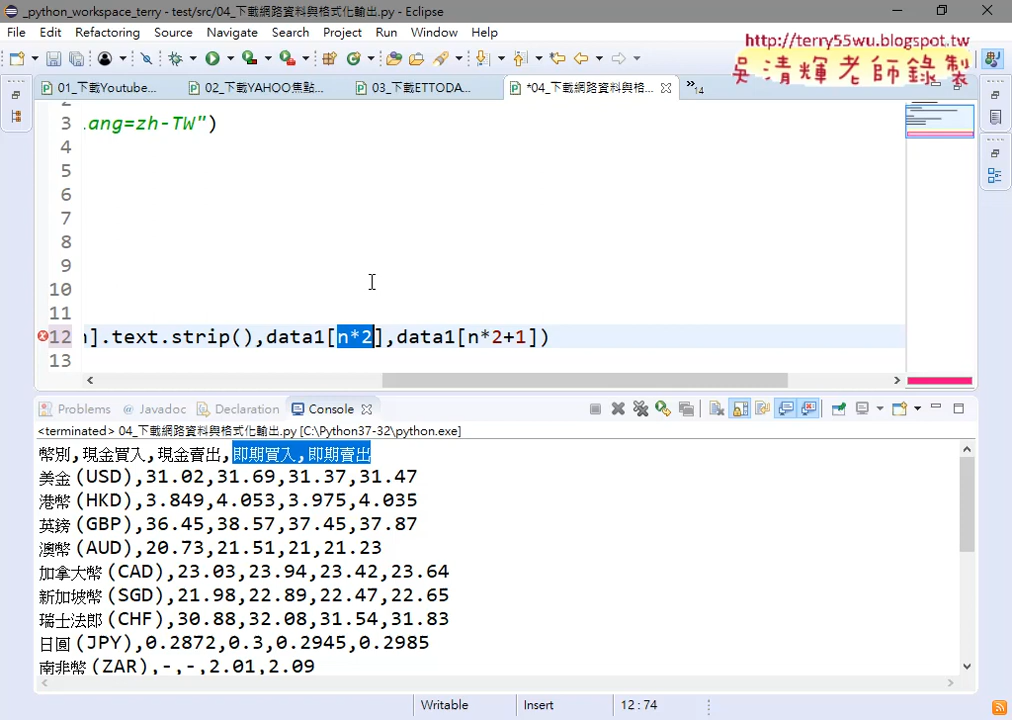 _python_workspace_terry - test/src/04_下載網路資料與格式化輸出.py - Eclipse
File Edit Refactoring Source Navigate Search Project Run Window Help
http://terry55wu.blogspot.tw
吳清輝老師錄製
01_下載Youtube... 02_下載YAHOO焦點... 03_下載ETTODA... *04_下載網路資料與格... »14
2
3 .ang=zh-TW")
4
5
6
7
8
9
10
11
12 ].text.strip(),data1[n*2],data1[n*2+1])
13
Problems @ Javadoc Declaration Console
<terminated> 04_下載網路資料與格式化輸出.py [C:\Python37-32\python.exe]
幣別,現金買入,現金賣出,即期買入,即期賣出
美金 (USD),31.02,31.69,31.37,31.47
港幣 (HKD),3.849,4.053,3.975,4.035
英鎊 (GBP),36.45,38.57,37.45,37.87
澳幣 (AUD),20.73,21.51,21,21.23
加拿大幣 (CAD),23.03,23.94,23.42,23.64
新加坡幣 (SGD),21.98,22.89,22.47,22.65
瑞士法郎 (CHF),30.88,32.08,31.54,31.83
日圓 (JPY),0.2872,0.3,0.2945,0.2985
南非幣 (ZAR),-,-,2.01,2.09
Writable Insert 12:74